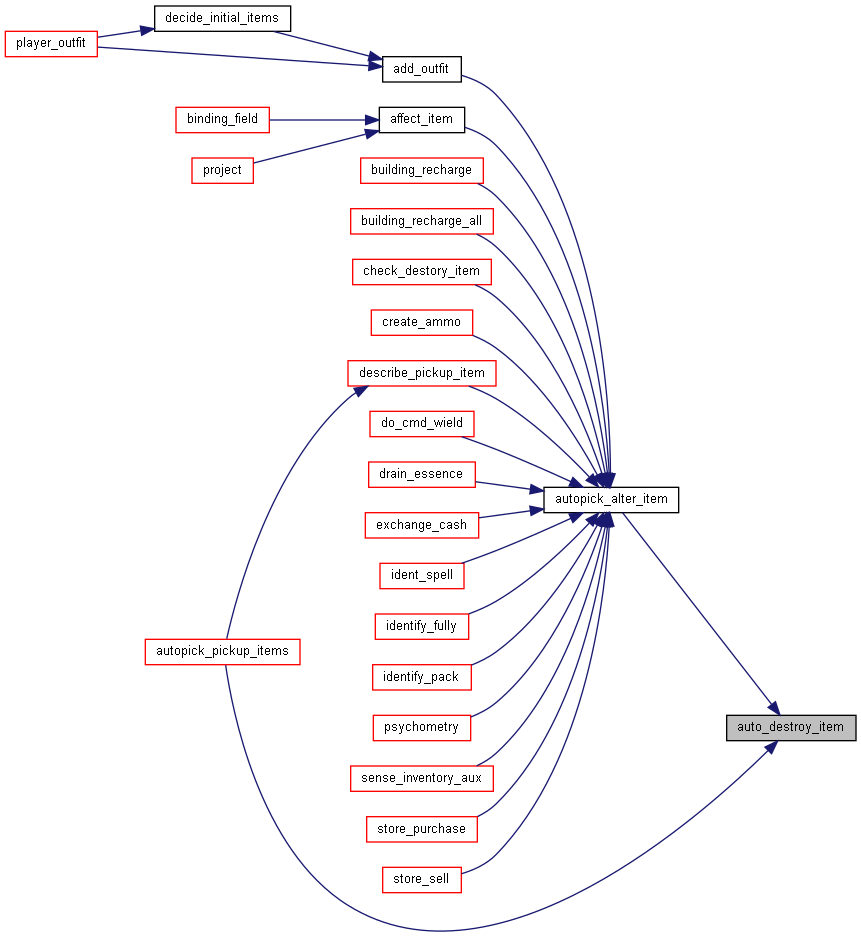 decide_initial_items
player_outfit
add_outfit
binding_field
affect_item
project
building_recharge
building_recharge_all
check_destory_item
create_ammo
describe_pickup_item
do_cmd_wield
drain_essence
autopick_alter_item
exchange_cash
ident_spell
identify_fully
autopick_pickup_items
identify_pack
psychometry
auto_destroy_item
sense_inventory_aux
store_purchase
store_sell